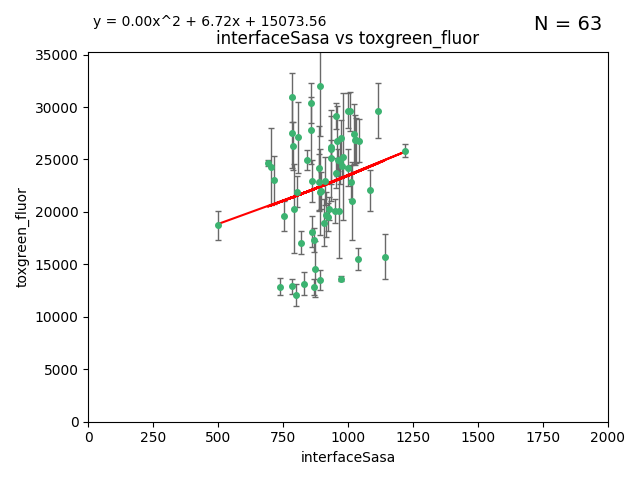 y = 0.00x^2 + 6.72x + 15073.56
N = 63
interfaceSasa vs toxgreen_fluor
35000
30000
25000
20000
15000
10000
5000
0
toxgreen_fluor
0 250 500 750 1000 1250 1500 1750 2000
interfaceSasa